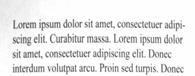 Lorem ipsum dolor sit amet, consectetuer adipi-
scing elit. Curabitur massa. Lorem ipsum dolor
sit amet, consectetuer adipiscing elit. Donec
interdum volutpat arcu. Proin sed turpis. Donec